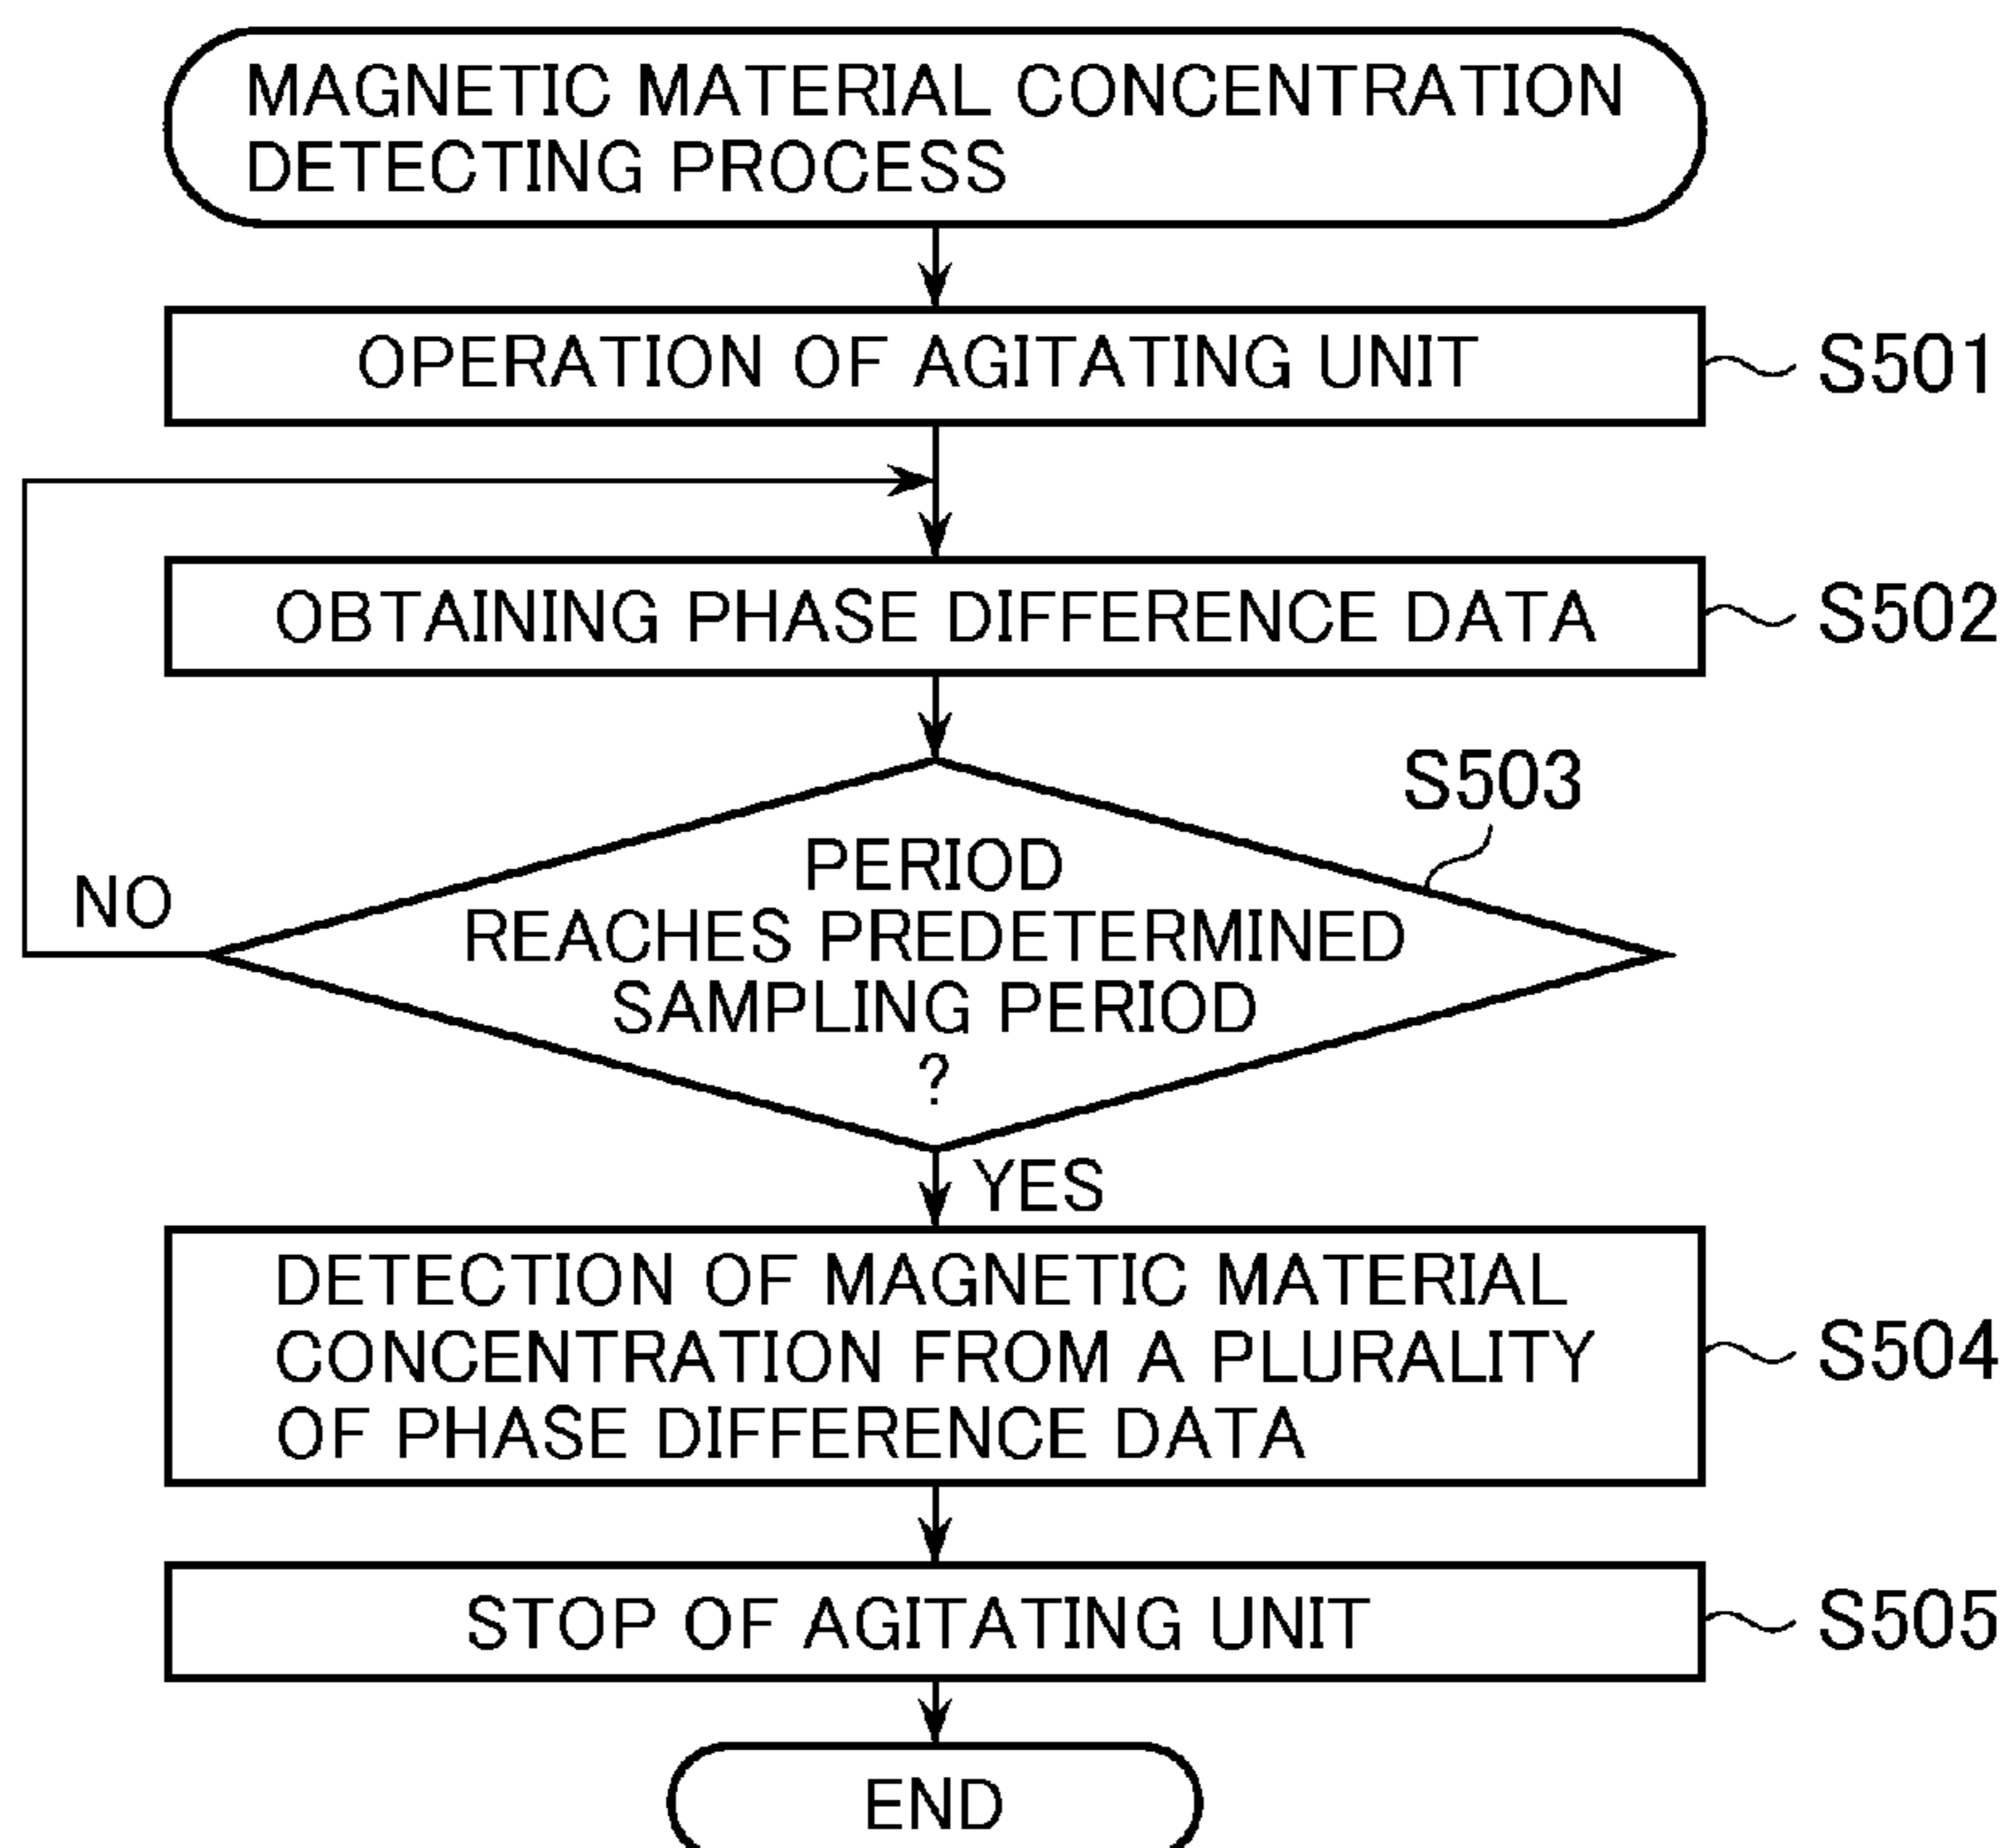 MAGNETIC MATERIAL CONCENTRATION
DETECTING PROCESS
OPERATION OF AGITATING UNIT
S501
OBTAINING PHASE DIFFERENCE DATA
S502
S503
PERIOD
REACHES PREDETERMINED
SAMPLING PERIOD
?
NO
YES
DETECTION OF MAGNETIC MATERIAL
CONCENTRATION FROM A PLURALITY
OF PHASE DIFFERENCE DATA
S504
STOP OF AGITATING UNIT
S505
END